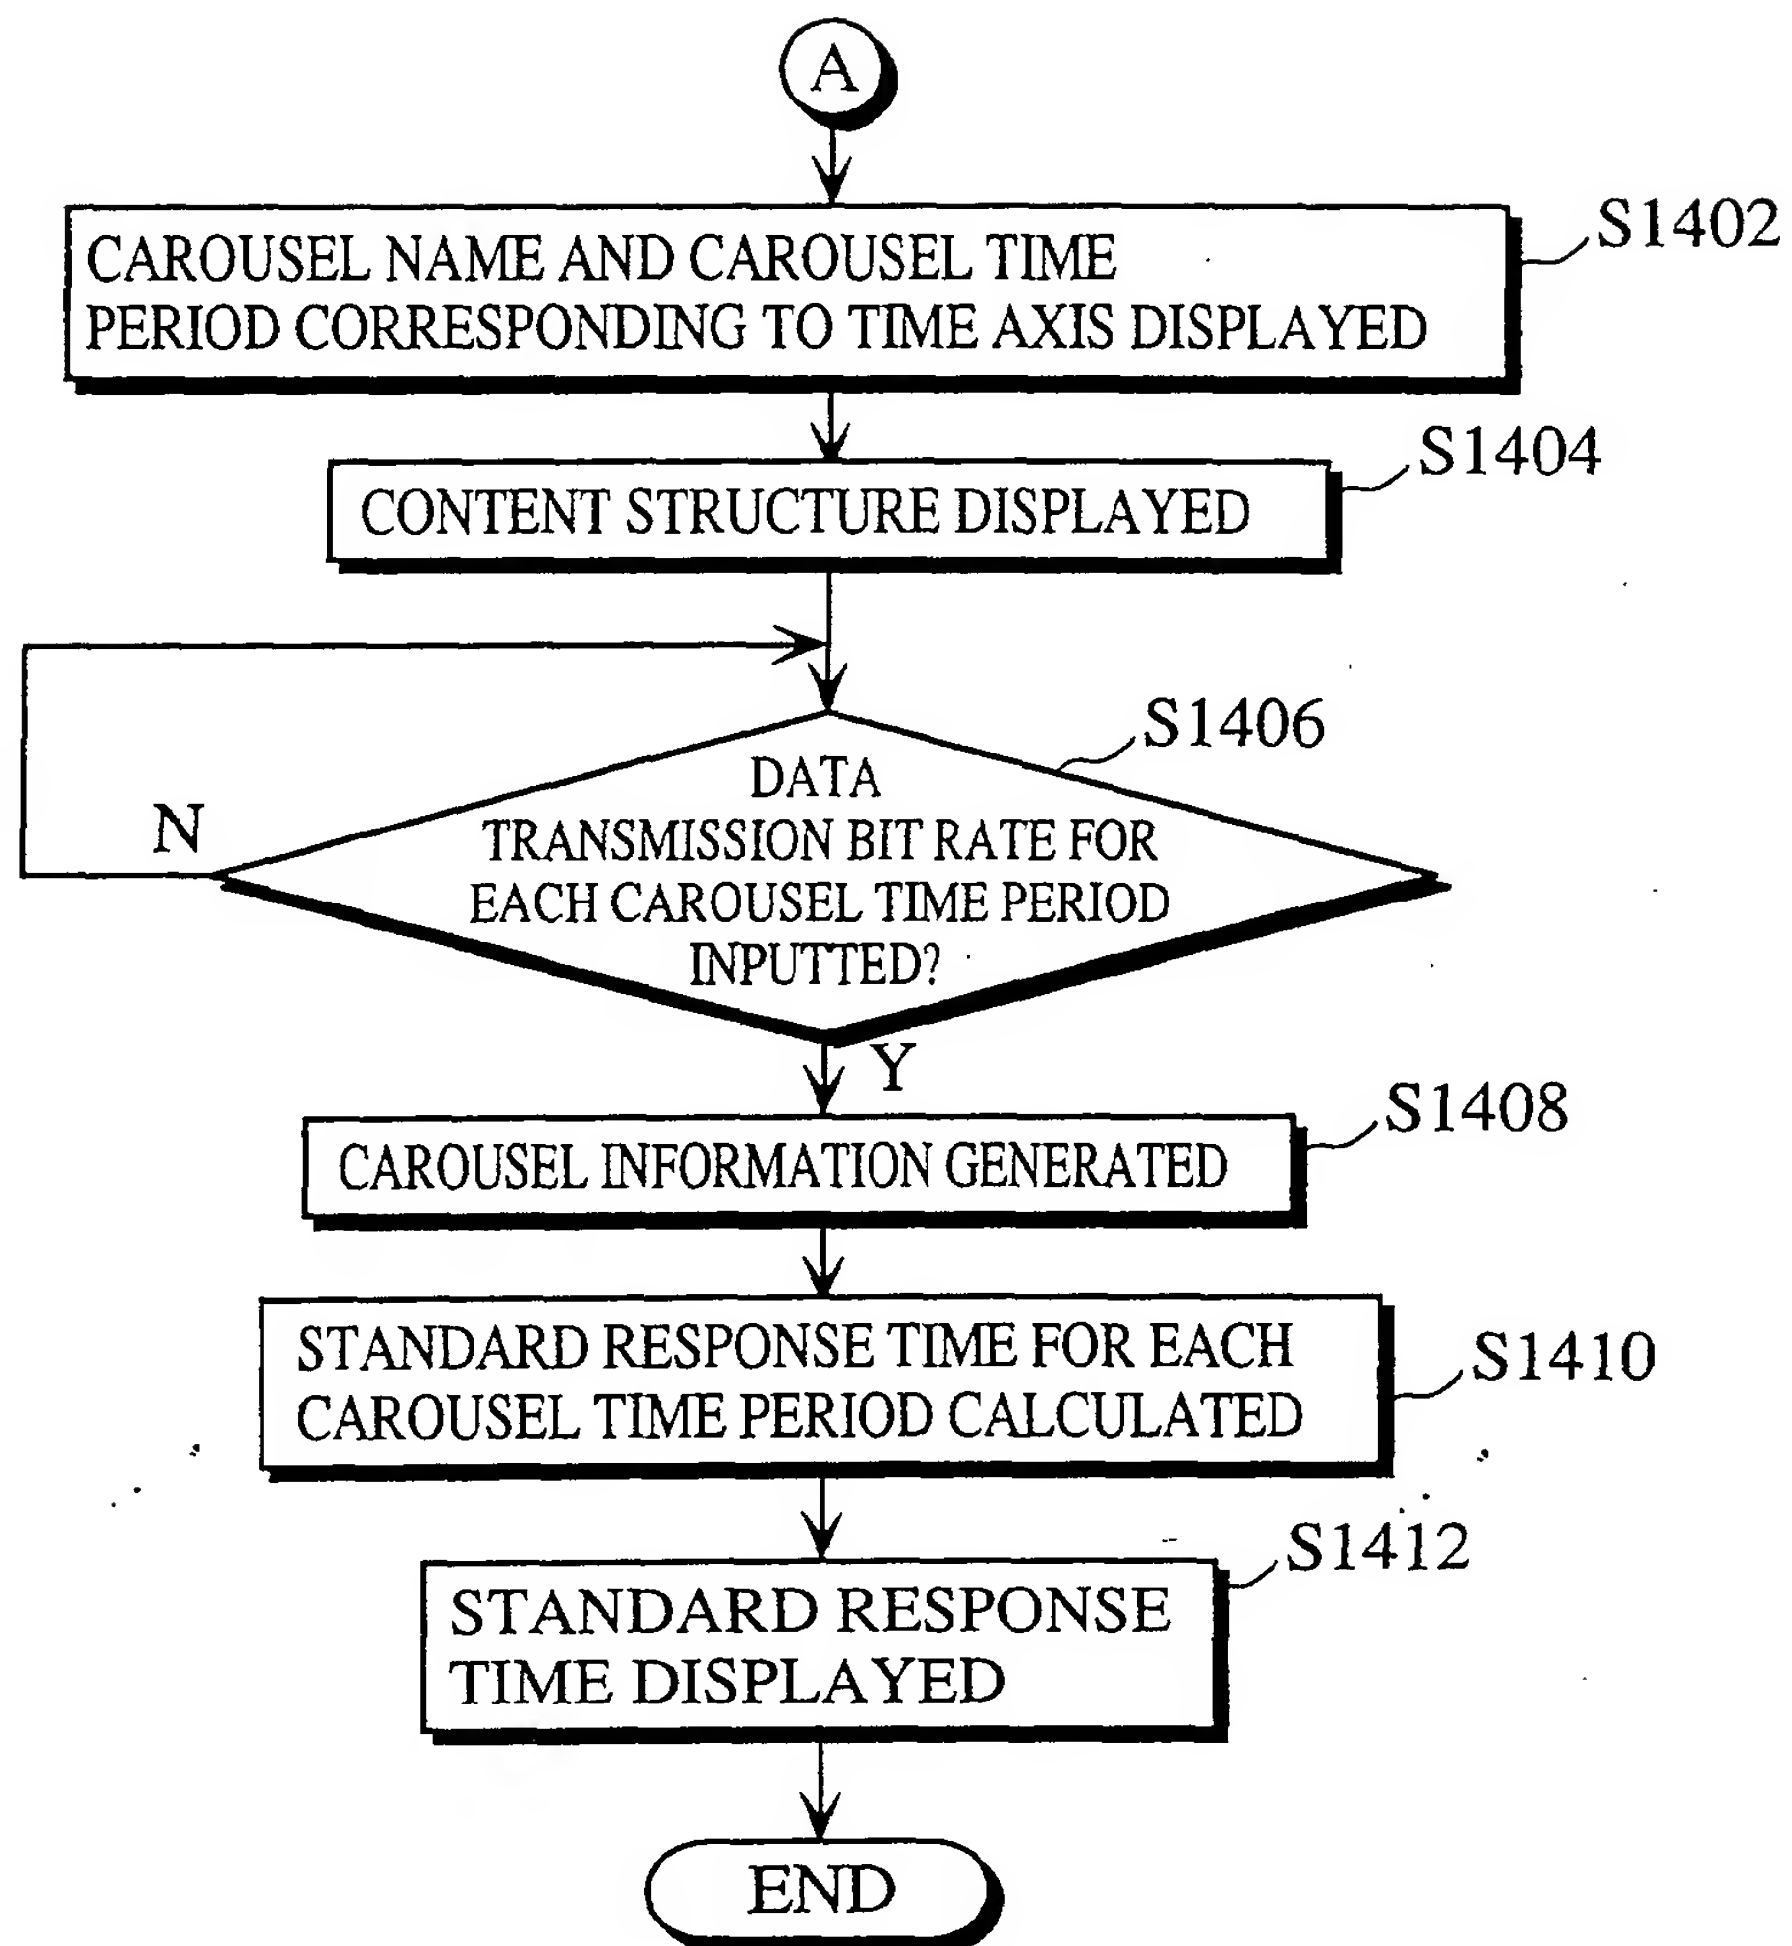 A
CAROUSEL NAME AND CAROUSEL TIME
PERIOD CORRESPONDING TO TIME AXIS DISPLAYED
S1402
CONTENT STRUCTURE DISPLAYED
S1404
S1406
DATA
TRANSMISSION BIT RATE FOR
EACH CAROUSEL TIME PERIOD
INPUTTED?
N
Y
CAROUSEL INFORMATION GENERATED
S1408
STANDARD RESPONSE TIME FOR EACH
CAROUSEL TIME PERIOD CALCULATED
S1410
STANDARD RESPONSE
TIME DISPLAYED
S1412
END